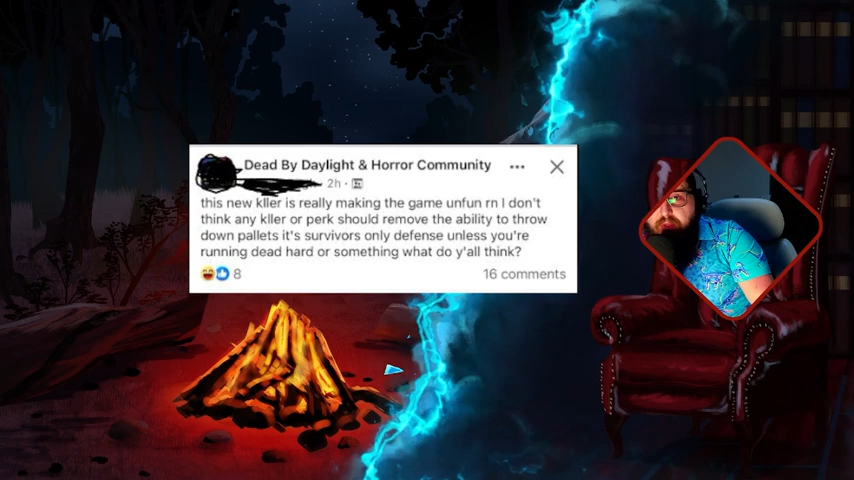 Dead By Daylight & Horror Community
2h
this new kller is really making the game unfun rn I don't
think any kller or perk should remove the ability to throw
down pallets it's survivors only defense unless you're
running dead hard or something what do y'all think?
8 16 comments